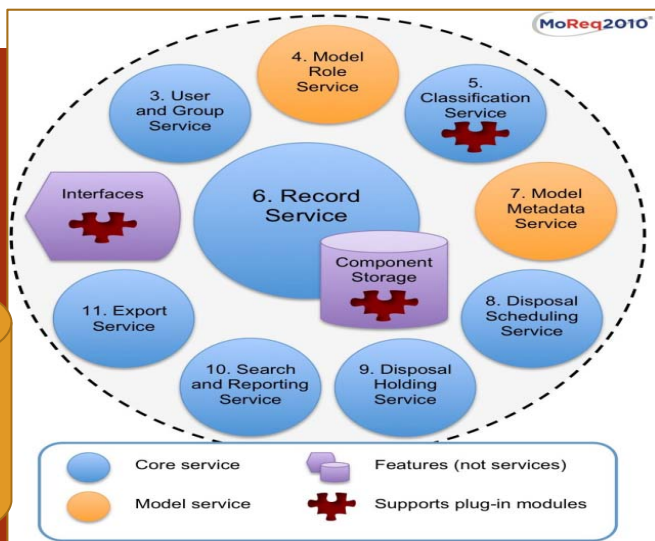 MoReq2010®
4. Model
Role
Service
3. User
and Group
Service
5.
Classification
Service
Interfaces
6. Record
Service
7. Model
Metadata
Service
Component
Storage
11. Export
Service
8. Disposal
Scheduling
Service
10. Search
and Reporting
Service
9. Disposal
Holding
Service
Core service
Features (not services)
Model service
Supports plug-in modules